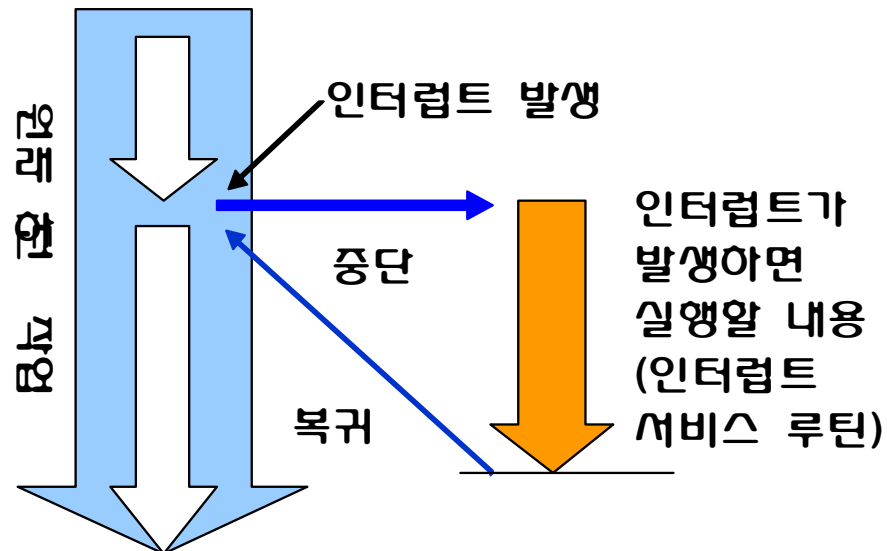 인터럽트 발생
원래 하던 작업
중단
복귀
인터럽트가
발생하면
실행할 내용
(인터럽트
서비스 루틴)